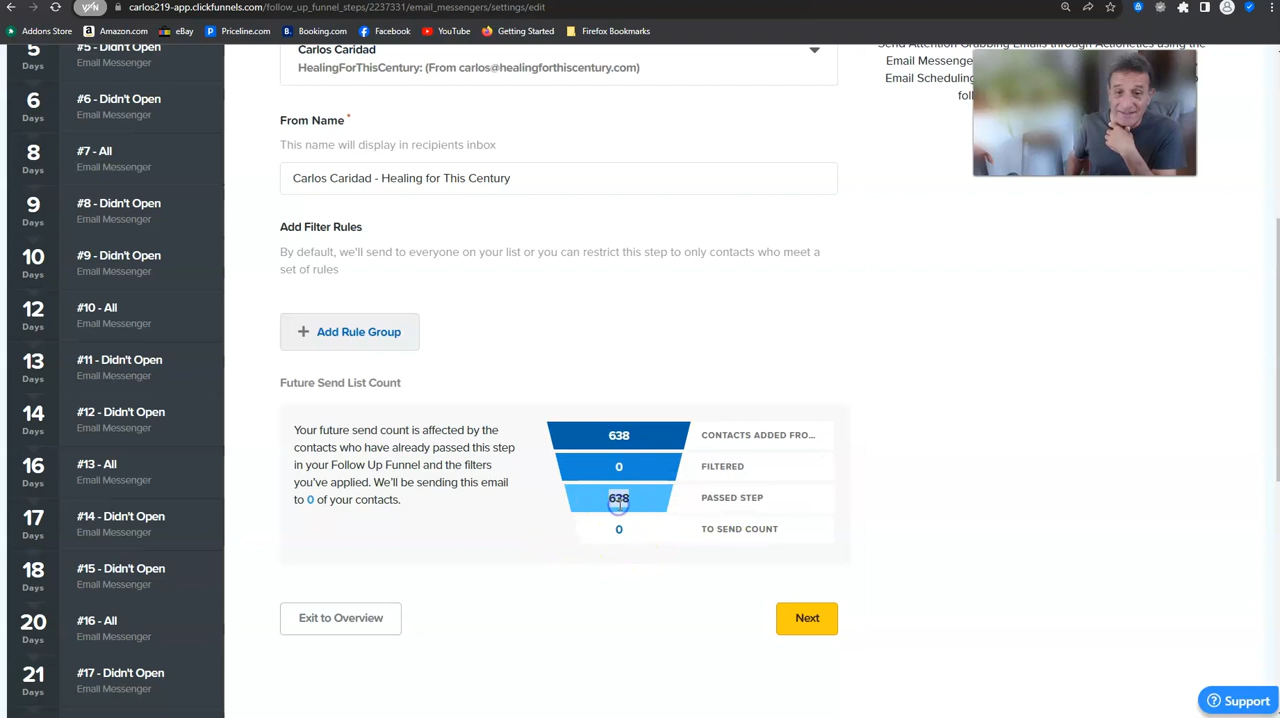 carlos219-app.clickfunnels.com/follow_up_funnel_steps/2237331/email_messengers/settings/edit
Addons Store
Amazon.com
eBay
Priceline.com
Booking.com
Facebook
YouTube
Getting Started
Firefox Bookmarks
5
Days
#5 - Didn't Open
Email Messenger
6
Days
#6 - Didn't Open
Email Messenger
8
Days
#7 - All
Email Messenger
9
Days
#8 - Didn't Open
Email Messenger
10
Days
#9 - Didn't Open
Email Messenger
12
Days
#10 - All
Email Messenger
13
Days
#11 - Didn't Open
Email Messenger
14
Days
#12 - Didn't Open
Email Messenger
16
Days
#13 - All
Email Messenger
17
Days
#14 - Didn't Open
Email Messenger
18
Days
#15 - Didn't Open
Email Messenger
20
Days
#16 - All
Email Messenger
21
Days
#17 - Didn't Open
Email Messenger
Carlos Caridad
HealingForThisCentury: (From carlos@healingforthiscentury.com)
From Name *
This name will display in recipients inbox
Carlos Caridad - Healing for This Century
Add Filter Rules
By default, we'll send to everyone on your list or you can restrict this step to only contacts who meet a
set of rules
+ Add Rule Group
Future Send List Count
Your future send count is affected by the
contacts who have already passed this step
in your Follow Up Funnel and the filters
you've applied. We'll be sending this email
to 0 of your contacts.
638 CONTACTS ADDED FRO...
0 FILTERED
638 PASSED STEP
0 TO SEND COUNT
Exit to Overview
Next
Send Attention Grabbing Emails through Actionetics using the
Email Messenge
Email Scheduling
fol
? Support